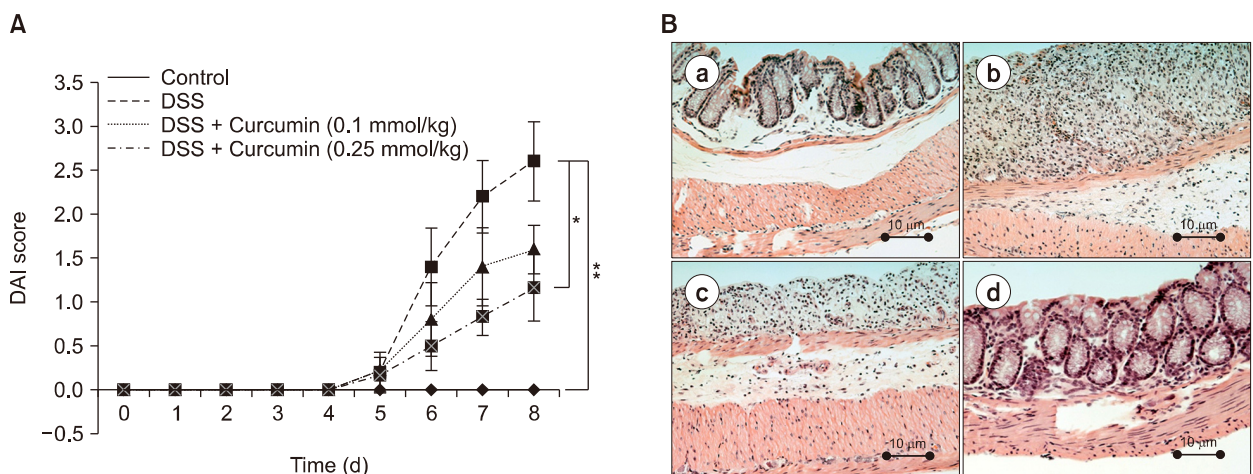 A
3.5
3.0
2.5
2.0
1.5
1.0
0.5
0.0
−0.5
DAI score
Control
DSS
DSS + Curcumin (0.1 mmol/kg)
DSS + Curcumin (0.25 mmol/kg)
*
**
0 1 2 3 4 5 6 7 8
Time (d)
B
a
10 μm
b
10 μm
c
10 μm
d
10 μm